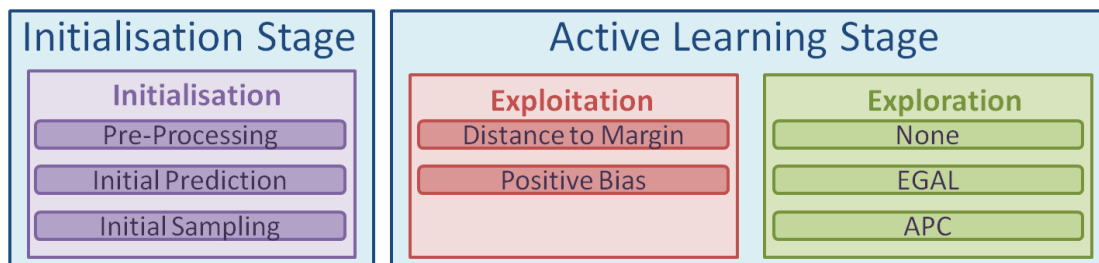 Initialisation Stage
Initialisation
Pre-Processing
Initial Prediction
Initial Sampling
Active Learning Stage
Exploitation
Distance to Margin
Positive Bias
Exploration
None
EGAL
APC